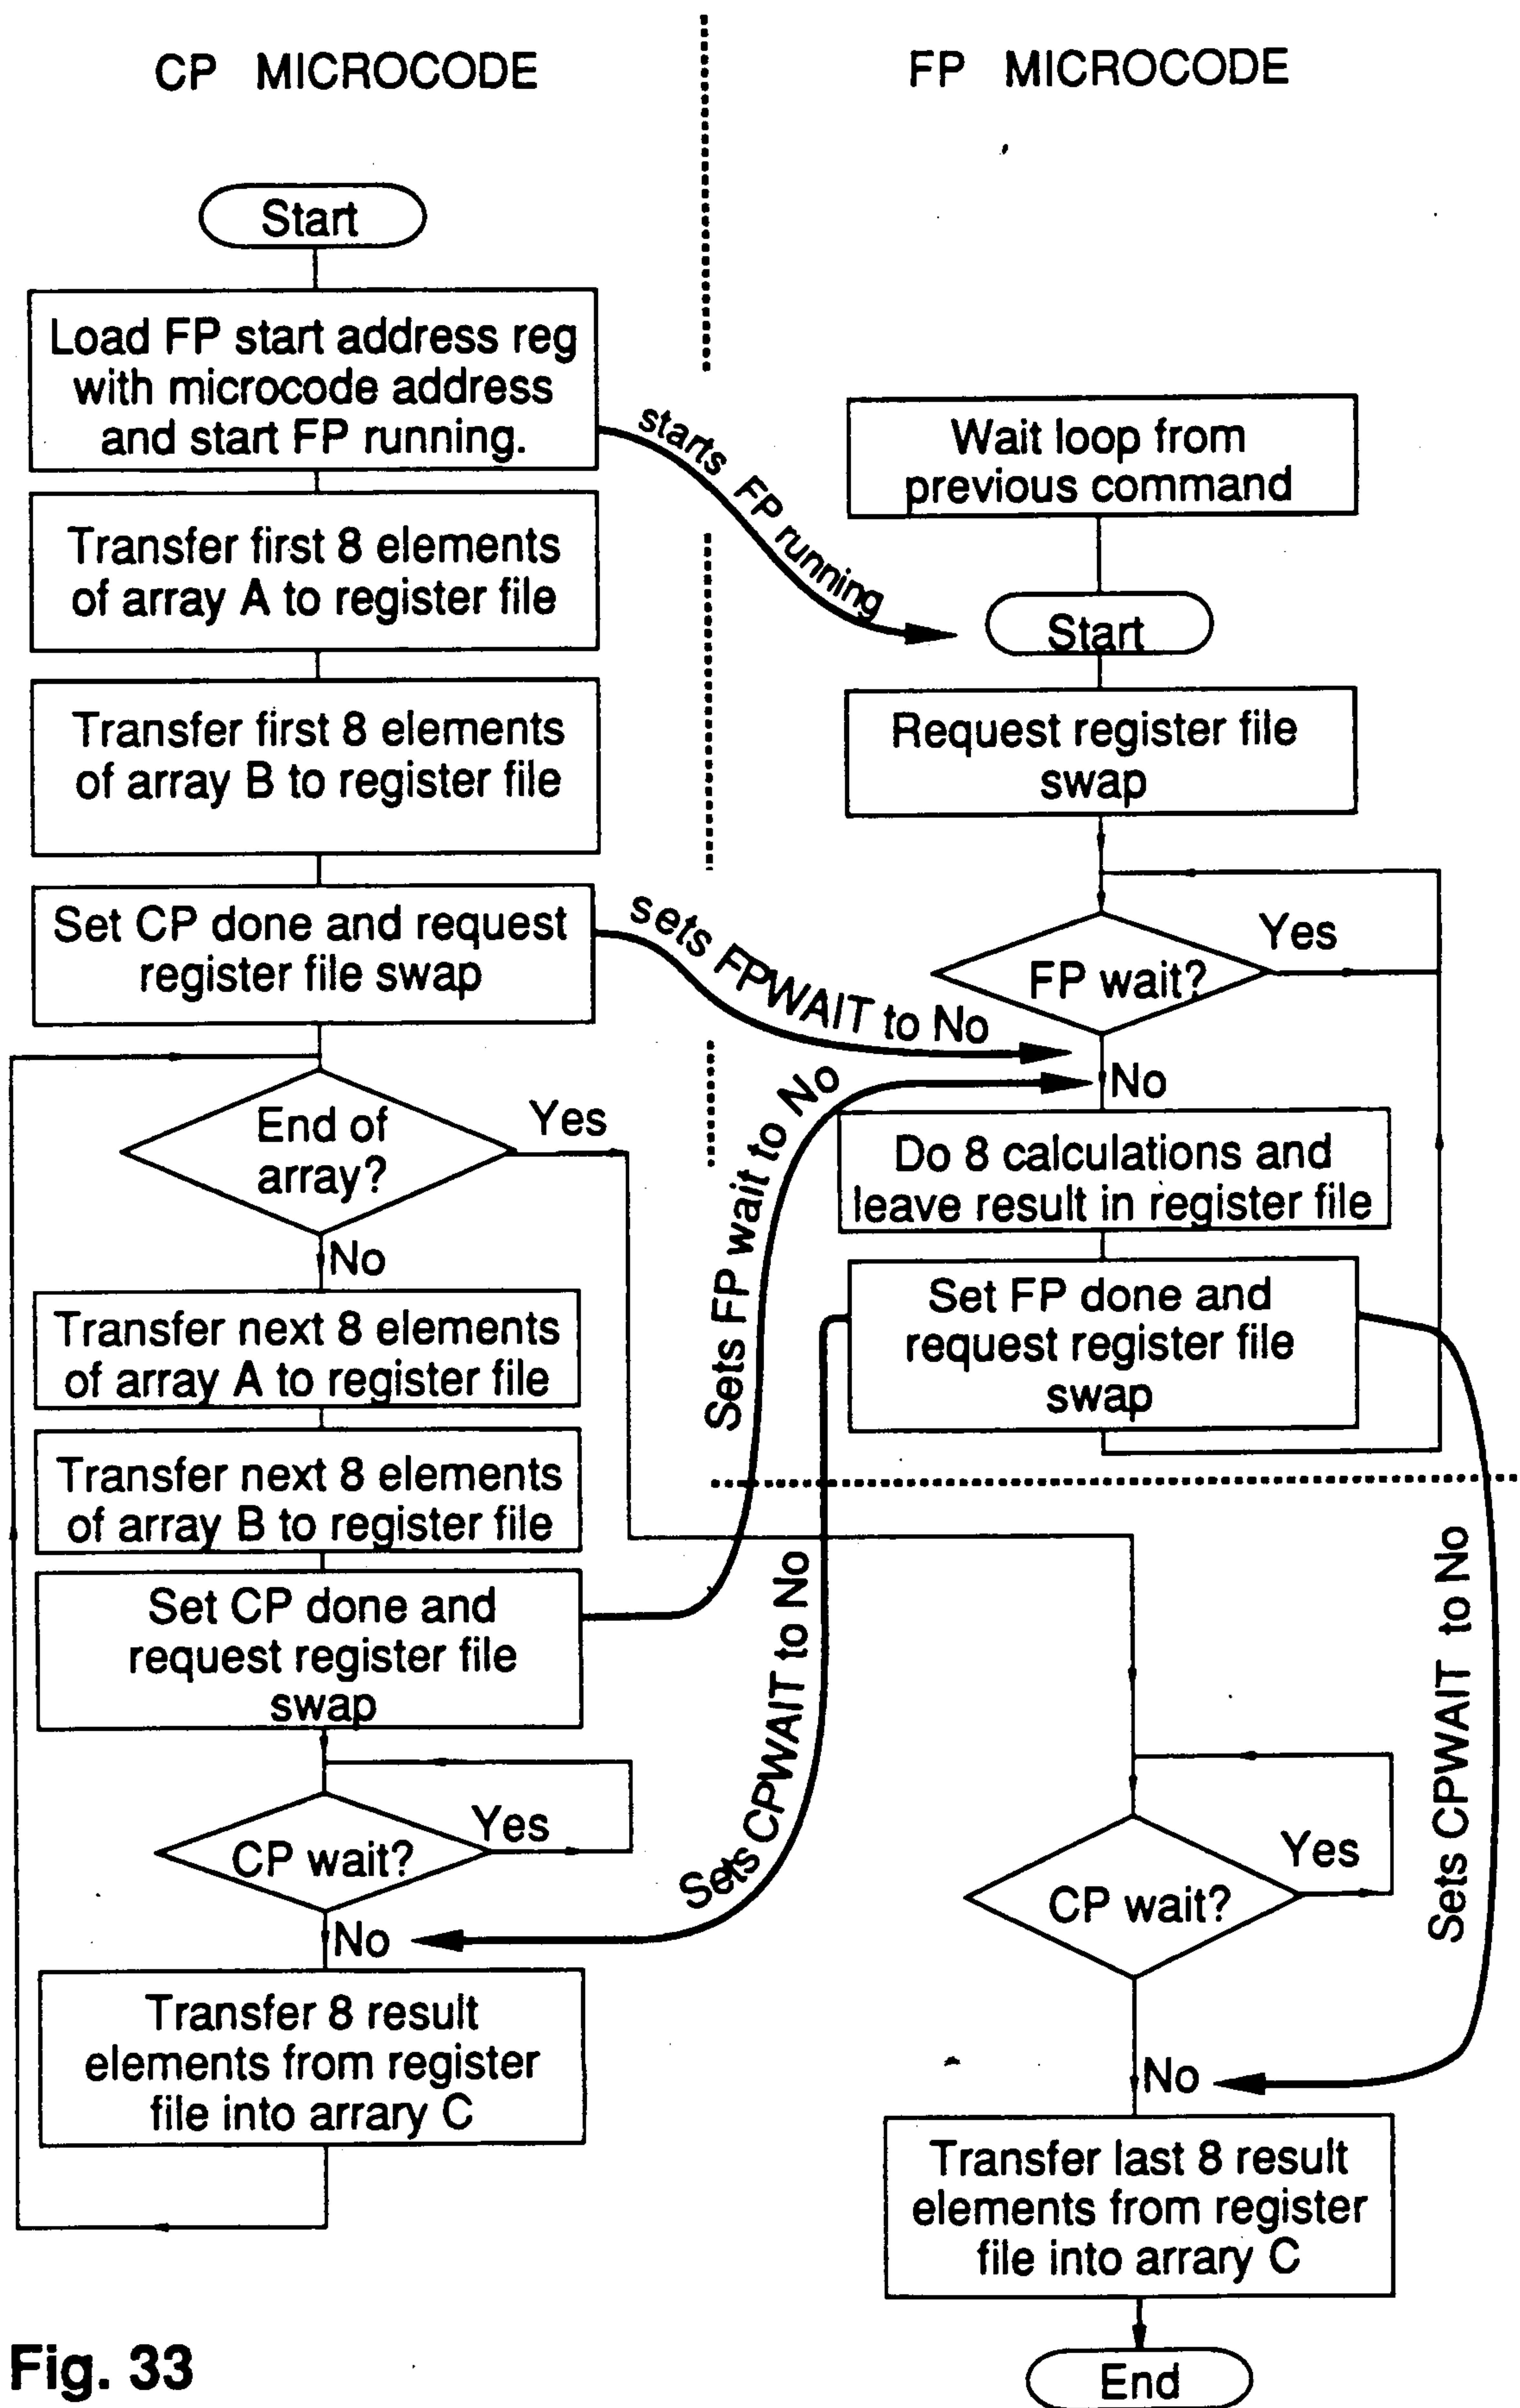 CP MICROCODE
FP MICROCODE
Start
Load FP start address reg
with microcode address
and start FP running.
starts FP running
Transfer first 8 elements
of array A to register file
Transfer first 8 elements
of array B to register file
Set CP done and request
register file swap
sets FPWAIT to No
End of
array?
Yes
No
Transfer next 8 elements
of array A to register file
Transfer next 8 elements
of array B to register file
Set CP done and
request register file
swap
Sets FP wait to No
CP wait?
Yes
No
Transfer 8 result
elements from register
file into arrary C
Wait loop from
previous command
Start
Request register file
swap
FP wait?
Yes
No
Do 8 calculations and
leave result in register file
Set FP done and
request register file
swap
Sets CPWAIT to No
Sets CPWAIT to No
CP wait?
Yes
No
Transfer last 8 result
elements from register
file into arrary C
End
Fig. 33